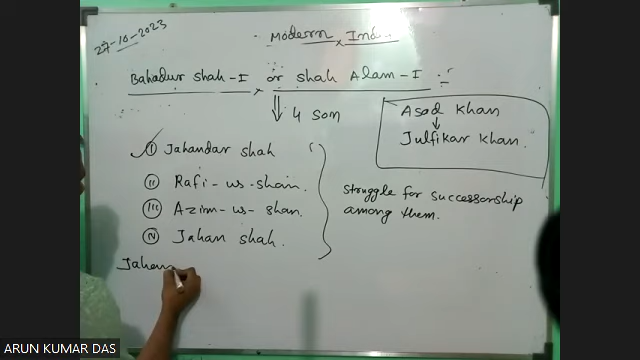 27-10-2023
Modern Ind
Bahadur Shah-I or Shah Alam-I :-
4 son
Asad Khan
Julfikar Khan.
(I) Jahandar shah
(II) Rafi-us-shan.
(III) Azim-us-shan.
(IV) Jahan shah.
struggle for successorship
among them.
Jahan
ARUN KUMAR DAS